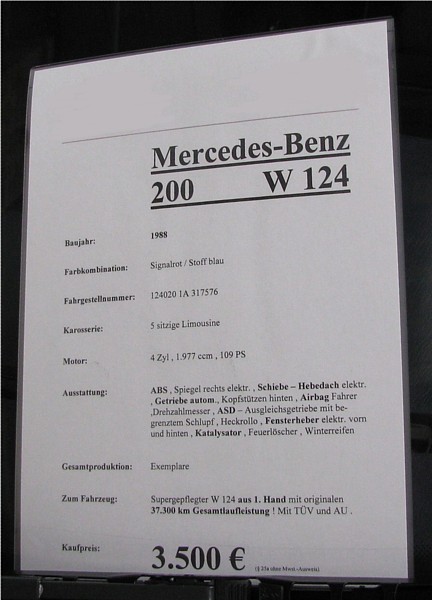 Mercedes-Benz
200 W 124
Baujahr: 1988
Farbkombination: Signalrot / Stoff blau
Fahrgestellnummer: 124020 1A 317576
Karosserie: 5 sitzige Limousine
Motor: 4 Zyl , 1.977 ccm , 109 PS
Ausstattung: ABS , Spiegel rechts elektr. , Schiebe – Hebedach elektr.
, Getriebe autom., Kopfstützen hinten , Airbag Fahrer
,Drehzahlmesser , ASD – Ausgleichsgetriebe mit be-
grenztem Schlupf , Heckrollo , Fensterheber elektr. vorn
und hinten , Katalysator , Feuerlöscher , Winterreifen
Gesamtproduktion: Exemplare
Zum Fahrzeug: Supergepflegter W 124 aus 1. Hand mit originalen
37.300 km Gesamtlaufleistung ! Mit TÜV und AU .
Kaufpreis: 3.500 € (§ 25a ohne Mwst.-Ausweis)